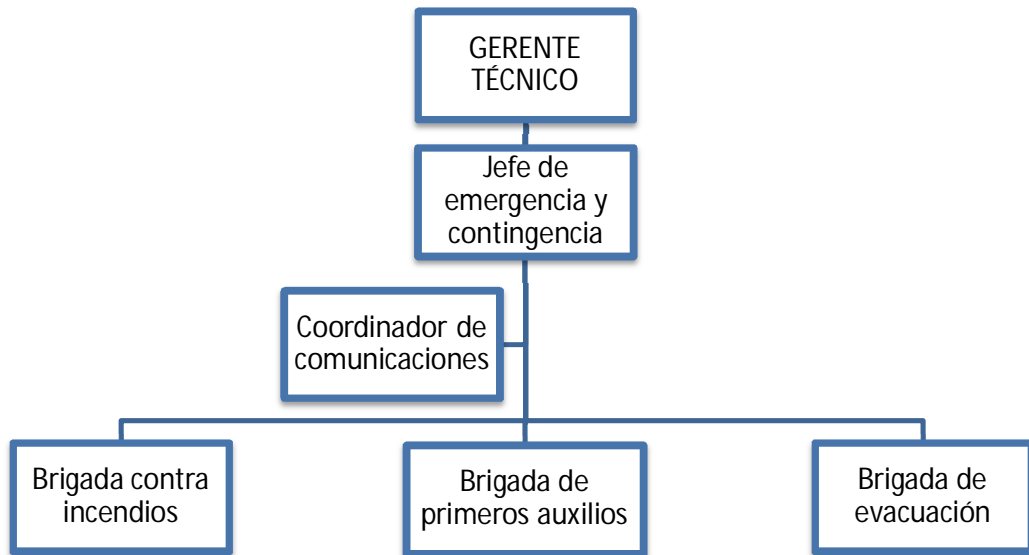 GERENTE
TÉCNICO
Jefe de
emergencia y
contingencia
Coordinador de
comunicaciones
Brigada contra
incendios
Brigada de
primeros auxilios
Brigada de
evacuación